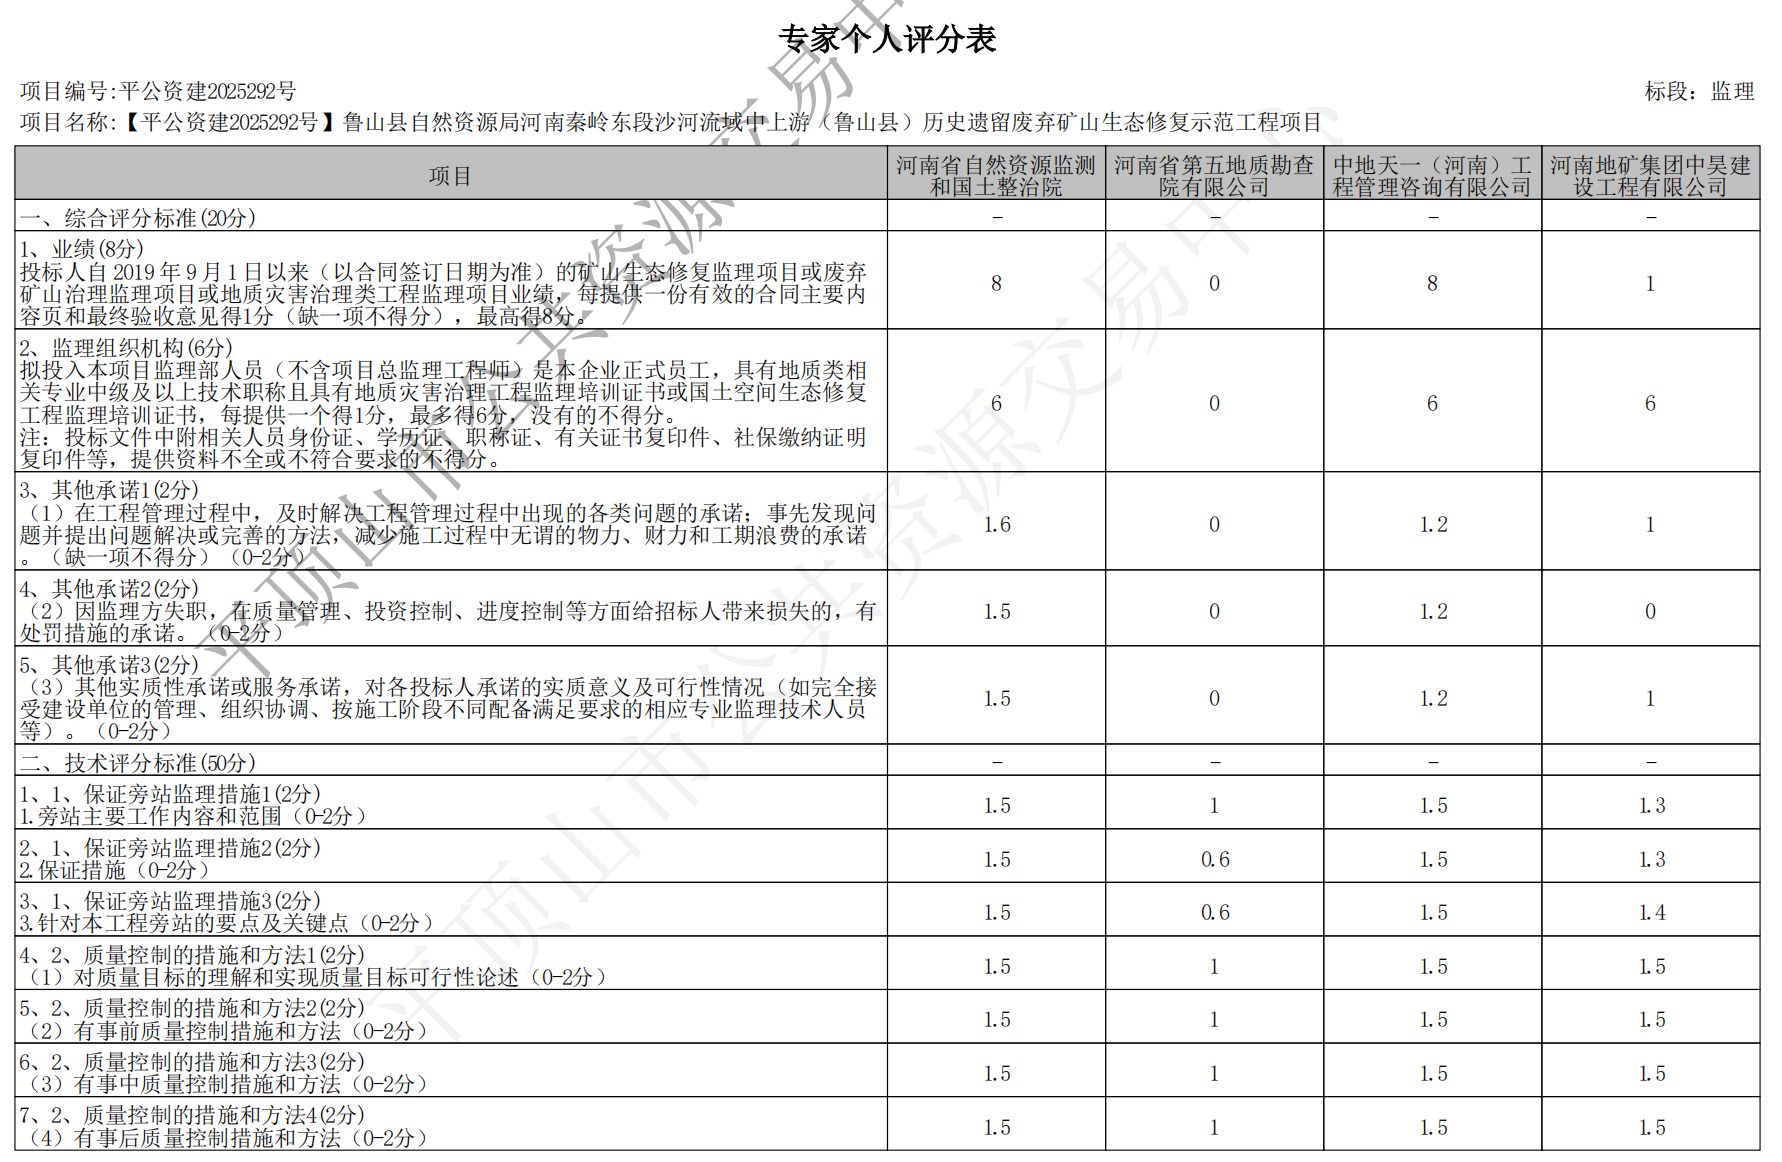 专家个人评分表
项目编号:平公资建2025292号
标段：监理
项目名称:【平公资建2025292号】鲁山县自然资源局河南秦岭东段沙河流域中上游（鲁山县）历史遗留废弃矿山生态修复示范工程项目
项目
河南省自然资源监测
和国土整治院
河南省第五地质勘查
院有限公司
中地天一（河南）工
程管理咨询有限公司
河南地矿集团中昊建
设工程有限公司
一、综合评分标准(20分)
- - - -
1、业绩(8分)
投标人自 2019 年 9 月 1 日以来（以合同签订日期为准）的矿山生态修复监理项目或废弃
矿山治理监理项目或地质灾害治理类工程监理项目业绩，每提供一份有效的合同主要内
容页和最终验收意见得1分（缺一项不得分），最高得8分。
8 0 8 1
2、监理组织机构(6分)
拟投入本项目监理部人员（不含项目总监理工程师）是本企业正式员工，具有地质类相
关专业中级及以上技术职称且具有地质灾害治理工程监理培训证书或国土空间生态修复
工程监理培训证书，每提供一个得1分，最多得6分，没有的不得分。
注：投标文件中附相关人员身份证、学历证、职称证、有关证书复印件、社保缴纳证明
复印件等，提供资料不全或不符合要求的不得分。
6 0 6 6
3、其他承诺1(2分)
（1）在工程管理过程中，及时解决工程管理过程中出现的各类问题的承诺；事先发现问
题并提出问题解决或完善的方法，减少施工过程中无谓的物力、财力和工期浪费的承诺
。（缺一项不得分）（0-2分）
1.6 0 1.2 1
4、其他承诺2(2分)
（2）因监理方失职，在质量管理、投资控制、进度控制等方面给招标人带来损失的，有
处罚措施的承诺。（0-2分）
1.5 0 1.2 0
5、其他承诺3(2分)
（3）其他实质性承诺或服务承诺，对各投标人承诺的实质意义及可行性情况（如完全接
受建设单位的管理、组织协调、按施工阶段不同配备满足要求的相应专业监理技术人员
等）。（0-2分）
1.5 0 1.2 1
二、技术评分标准(50分)
- - - -
1、1、保证旁站监理措施1(2分)
1.旁站主要工作内容和范围（0-2分）
1.5 1 1.5 1.3
2、1、保证旁站监理措施2(2分)
2.保证措施（0-2分）
1.5 0.6 1.5 1.3
3、1、保证旁站监理措施3(2分)
3.针对本工程旁站的要点及关键点（0-2分）
1.5 0.6 1.5 1.4
4、2、质量控制的措施和方法1(2分)
（1）对质量目标的理解和实现质量目标可行性论述（0-2分）
1.5 1 1.5 1.5
5、2、质量控制的措施和方法2(2分)
（2）有事前质量控制措施和方法（0-2分）
1.5 1 1.5 1.5
6、2、质量控制的措施和方法3(2分)
（3）有事中质量控制措施和方法（0-2分）
1.5 1 1.5 1.5
7、2、质量控制的措施和方法4(2分)
（4）有事后质量控制措施和方法（0-2分）
1.5 1 1.5 1.5
平顶山市公共资源交易中
平顶山市公共资源交易中心